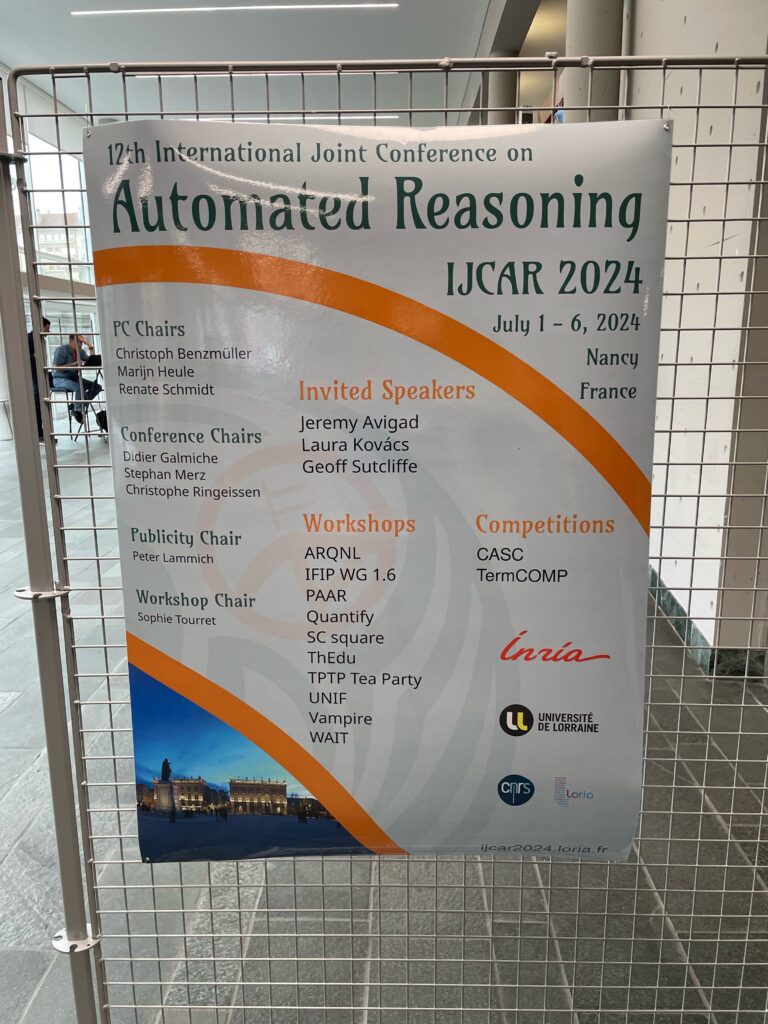 12th International Joint Conference on
Automated Reasoning
IJCAR 2024
July 1 – 6, 2024
Nancy
France
PC Chairs
Christoph Benzmüller
Marijn Heule
Renate Schmidt
Conference Chairs
Didier Galmiche
Stephan Merz
Christophe Ringeissen
Publicity Chair
Peter Lammich
Workshop Chair
Sophie Tourret
Invited Speakers
Jeremy Avigad
Laura Kovács
Geoff Sutcliffe
Workshops
ARQNL
IFIP WG 1.6
PAAR
Quantify
SC square
ThEdu
TPTP Tea Party
UNIF
Vampire
WAIT
Competitions
CASC
TermCOMP
Inria
UNIVERSITÉ
DE LORRAINE
cnrs
Loria
ijcar2024.loria.fr